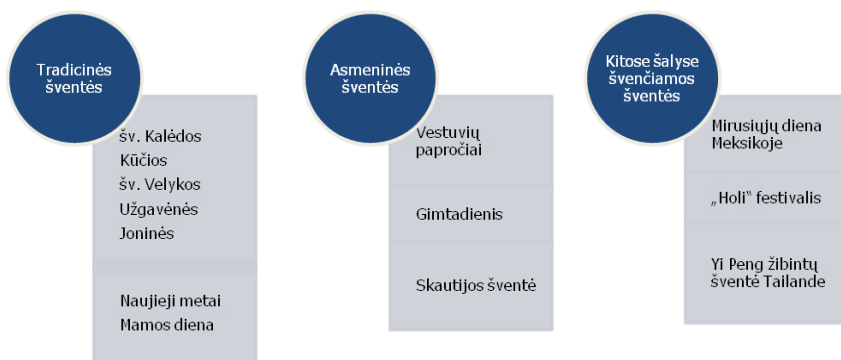 Tradicinės
šventės
šv. Kalėdos
Kūčios
šv. Velykos
Užgavėnės
Joninės
Naujieji metai
Mamos diena
Asmeninės
šventės
Vestuvių
papročiai
Gimtadienis
Skautijos šventė
Kitose šalyse
švenčiamos
šventės
Mirusiųjų diena
Meksikoje
„Holi“ festivalis
Yi Peng žibintų
šventė Tailande